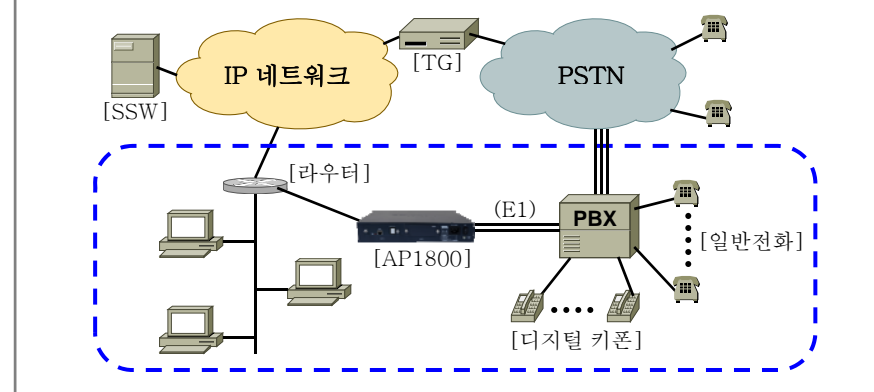 [TG]
IP 네트워크
PSTN
[SSW]
[라우터]
(E1)
PBX
[일반전화]
[AP1800]
[디지털 키폰]